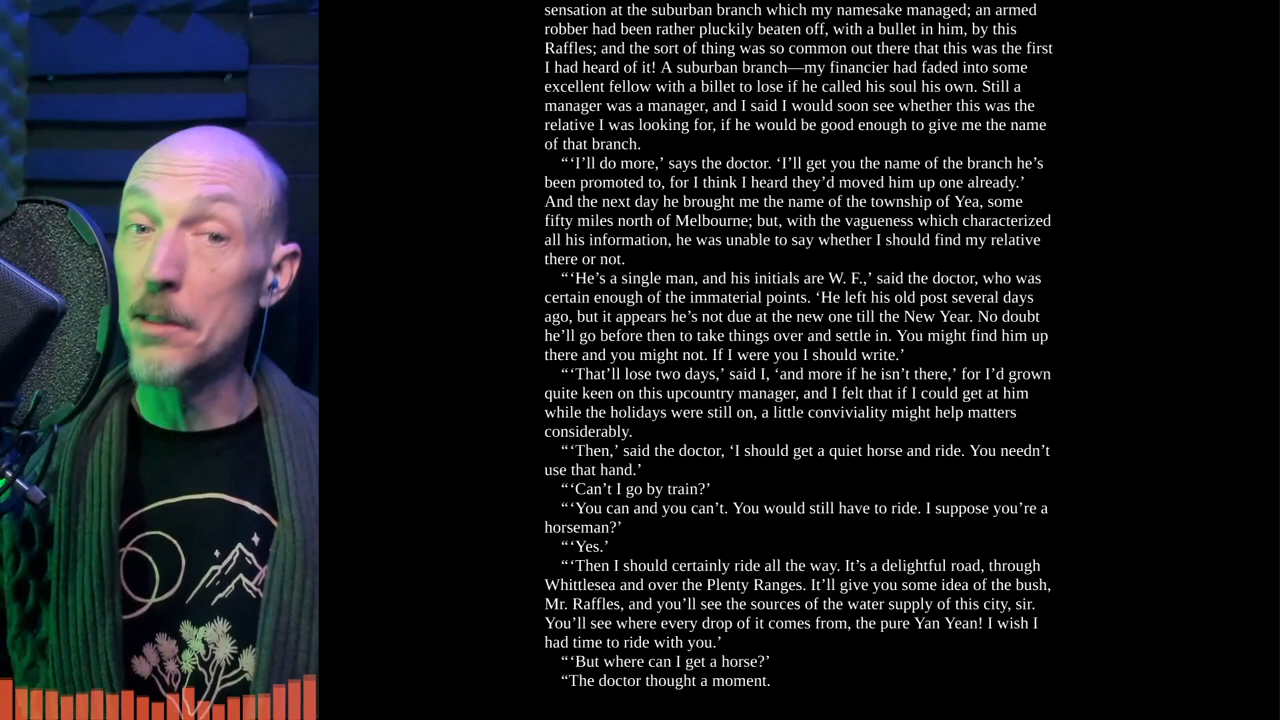 sensation at the suburban branch which my namesake managed; an armed
robber had been rather pluckily beaten off, with a bullet in him, by this
Raffles; and the sort of thing was so common out there that this was the first
I had heard of it! A suburban branch—my financier had faded into some
excellent fellow with a billet to lose if he called his soul his own. Still a
manager was a manager, and I said I would soon see whether this was the
relative I was looking for, if he would be good enough to give me the name
of that branch.
“‘I’ll do more,’ says the doctor. ‘I’ll get you the name of the branch he’s
been promoted to, for I think I heard they’d moved him up one already.’
And the next day he brought me the name of the township of Yea, some
fifty miles north of Melbourne; but, with the vagueness which characterized
all his information, he was unable to say whether I should find my relative
there or not.
“‘He’s a single man, and his initials are W. F.,’ said the doctor, who was
certain enough of the immaterial points. ‘He left his old post several days
ago, but it appears he’s not due at the new one till the New Year. No doubt
he’ll go before then to take things over and settle in. You might find him up
there and you might not. If I were you I should write.’
“‘That’ll lose two days,’ said I, ‘and more if he isn’t there,’ for I’d grown
quite keen on this upcountry manager, and I felt that if I could get at him
while the holidays were still on, a little conviviality might help matters
considerably.
“‘Then,’ said the doctor, ‘I should get a quiet horse and ride. You needn’t
use that hand.’
“‘Can’t I go by train?’
“‘You can and you can’t. You would still have to ride. I suppose you’re a
horseman?’
“‘Yes.’
“‘Then I should certainly ride all the way. It’s a delightful road, through
Whittlesea and over the Plenty Ranges. It’ll give you some idea of the bush,
Mr. Raffles, and you’ll see the sources of the water supply of this city, sir.
You’ll see where every drop of it comes from, the pure Yan Yean! I wish I
had time to ride with you.’
“‘But where can I get a horse?’
“The doctor thought a moment.